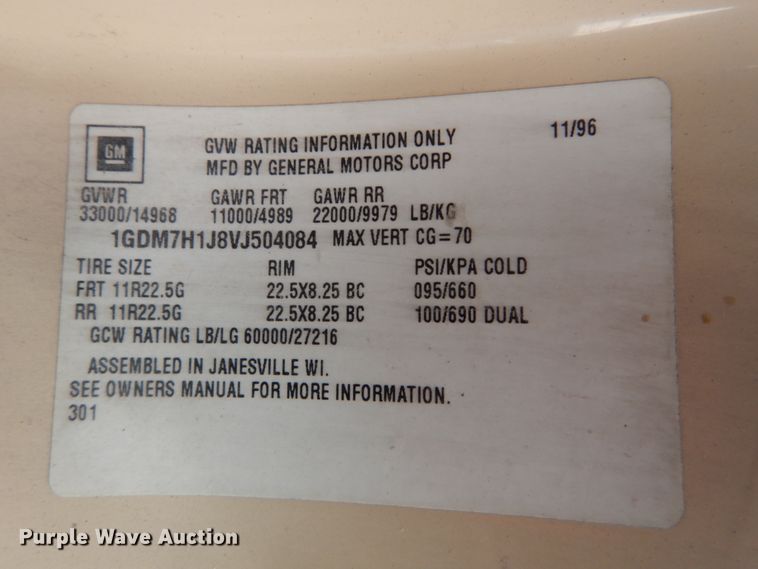 GM
GVW RATING INFORMATION ONLY 11/96
MFD BY GENERAL MOTORS CORP
GVWR GAWR FRT GAWR RR
33000/14968 11000/4989 22000/9979 LB/KG
1GDM7H1J8VJ504084 MAX VERT CG=70
TIRE SIZE RIM PSI/KPA COLD
FRT 11R22.5G 22.5X8.25 BC 095/660
RR 11R22.5G 22.5X8.25 BC 100/690 DUAL
GCW RATING LB/LG 60000/27216
ASSEMBLED IN JANESVILLE WI.
SEE OWNERS MANUAL FOR MORE INFORMATION.
301
Purple Wave Auction